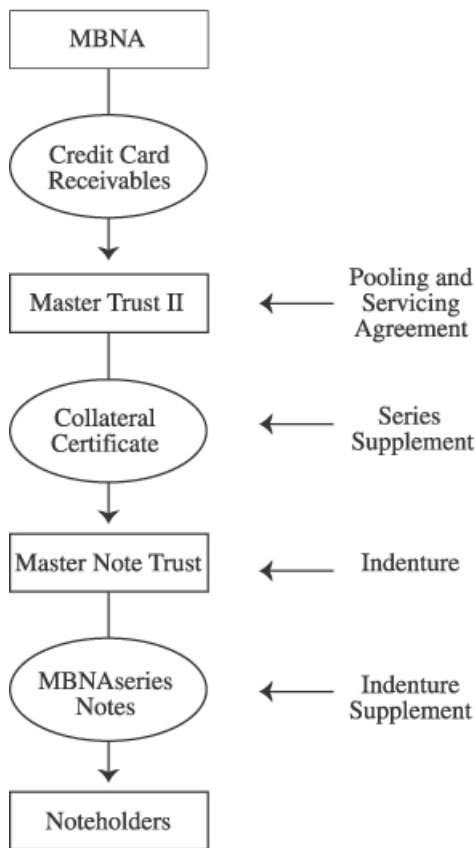 MBNA
Credit Card
Receivables
Master Trust II
Pooling and
Servicing
Agreement
Collateral
Certificate
Series
Supplement
Master Note Trust
Indenture
MBNAseries
Notes
Indenture
Supplement
Noteholders